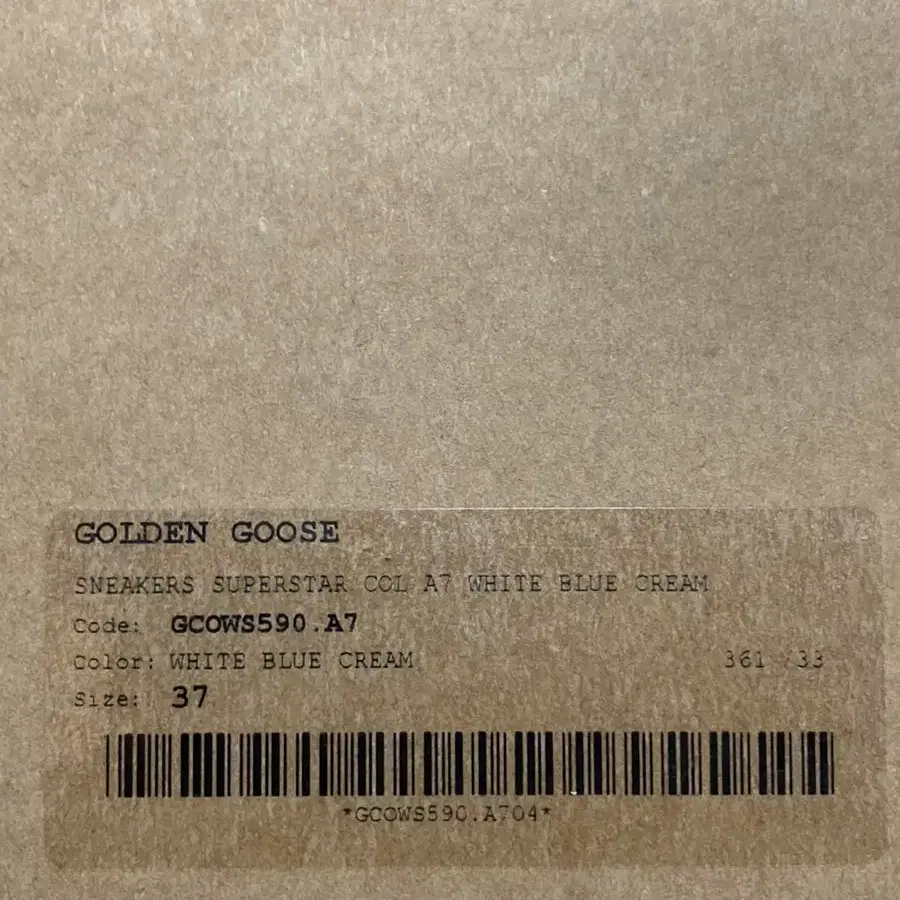 GOLDEN GOOSE
SNEAKERS SUPERSTAR COL A7 WHITE BLUE CREAM
Code: GCOWS590.A7
Color: WHITE BLUE CREAM 361 /33
Size: 37
*GCOWS590.A704*